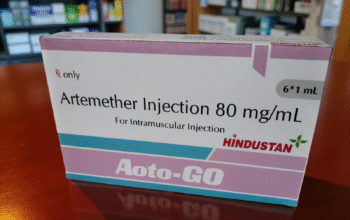 ℞ only
6*1 mL
Artemether Injection 80 mg/mL
For Intramuscular Injection
HINDUSTAN
Aoto-GO